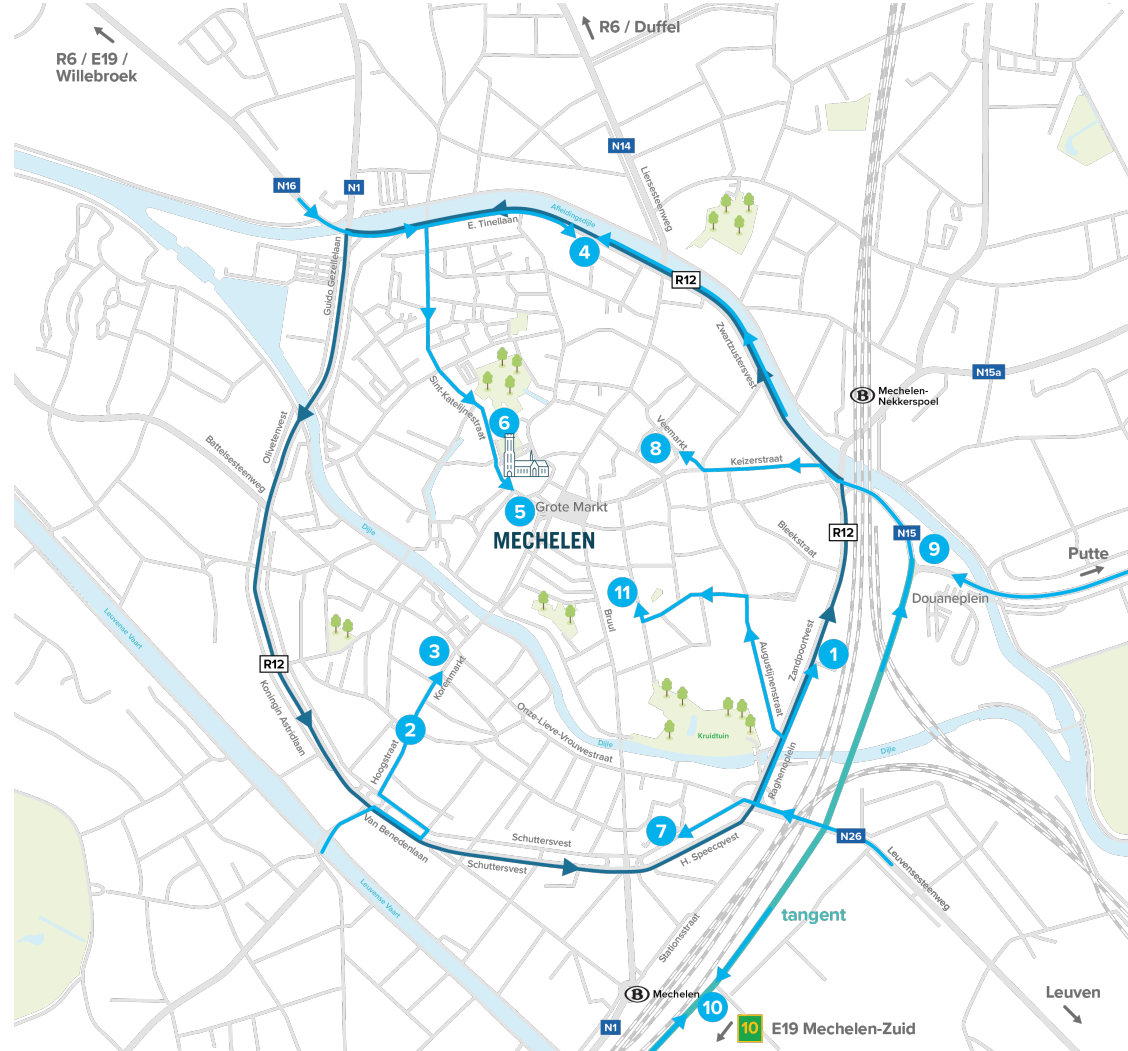 R6 / Duffel
R6 / E19 /
Willebroek
N14
Liersesteenweg
N16
N1
Afleidingsdijle
E. Tinellaan
4
Guido Gezellelaan
R12
Zwartzustersvest
N15a
B
Mechelen-
Nekkerspoel
Sint-Katelijnestraat
Olivetenvest
Battelsesteenweg
6
Veemarkt
8
Keizerstraat
5
Grote Markt
MECHELEN
Dijle
Bleekstraat
R12
N15
9
Putte
Douaneplein
Leuvense Vaart
11
Bruul
Augustijnenstraat
Zandpoortvest
1
3
Korenmarkt
R12
Koningin Astridlaan
2
Hoogstraat
Onze-Lieve-Vrouwestraat
Kruidtuin
Dijle
Dijle
Raghenoplein
Van Benedenlaan
Schuttersvest
Schuttersvest
7
H. Speecqvest
N26
Leuvensesteenweg
Leuvense Vaart
tangent
Stationsstraat
B
Mechelen
10
N1
10
E19 Mechelen-Zuid
Leuven